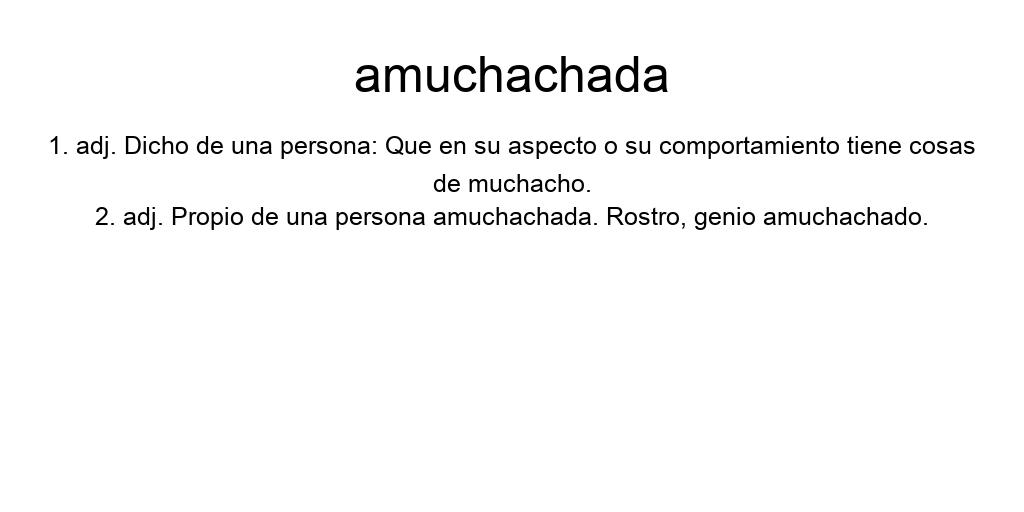 amuchachada
1. adj. Dicho de una persona: Que en su aspecto o su comportamiento tiene cosas
de muchacho.
2. adj. Propio de una persona amuchachada. Rostro, genio amuchachado.